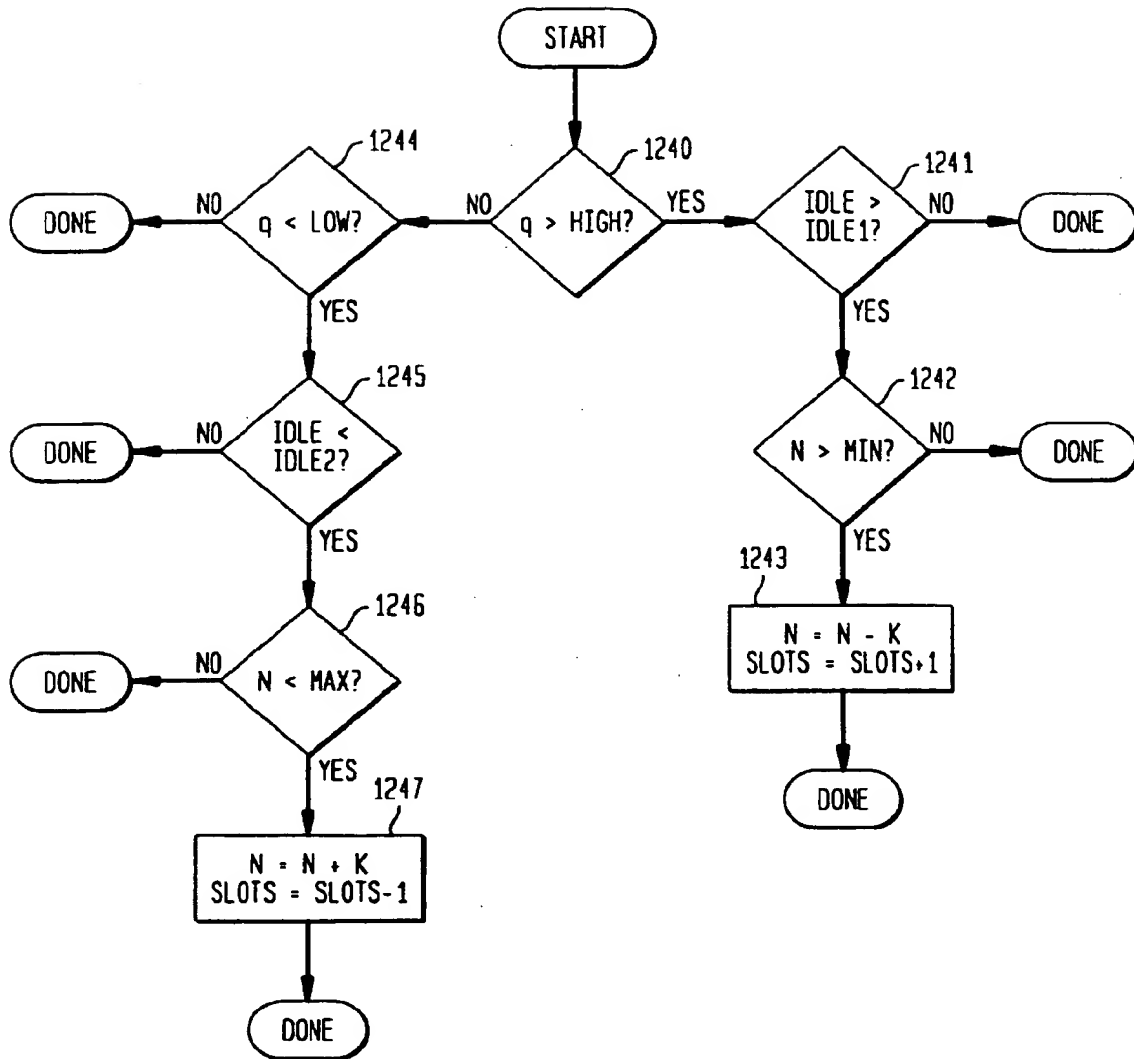 START
1244
1240
1241
DONE
NO
q < LOW?
NO
q > HIGH?
YES
IDLE >
IDLE1?
NO
DONE
YES
YES
1245
1242
DONE
NO
IDLE <
IDLE2?
N > MIN?
NO
DONE
YES
YES
1246
1243
DONE
NO
N < MAX?
N = N - K
SLOTS = SLOTS+1
YES
1247
DONE
N = N + K
SLOTS = SLOTS-1
DONE